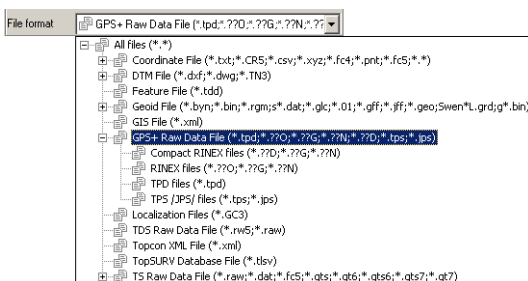 File format GPS+ Raw Data File (*.tpd;*.??O;*.??G;*.??N;*.??
All files (*.*)
Coordinate File (*.txt;*.CR5;*.csv;*.xyz;*.fc4;*.pnt;*.fc5;*.*)
DTM File (*.dxf;*.dwg;*.TN3)
Feature File (*.tdd)
Geoid File (*.byn;*.bin;*.rgm;s*.dat;*.glc;*.01;*.gff;*.jff;*.geo;Swen*L.grd;g*.bin)
GIS File (*.xml)
GPS+ Raw Data File (*.tpd;*.??O;*.??G;*.??N;*.??D;*.tps;*.jps)
Compact RINEX files (*.??D;*.??G;*.??N)
RINEX files (*.??O;*.??G;*.??N)
TPD files (*.tpd)
TPS /JPS/ files (*.tps;*.jps)
Localization Files (*.GC3)
TDS Raw Data File (*.rw5;*.raw)
Topcon XML File (*.xml)
TopSURV Database File (*.tlsv)
TS Raw Data File (*.raw;*.dat;*.fc5;*.gts;*.gt6;*.gts6;*.gts7;*.gt7)